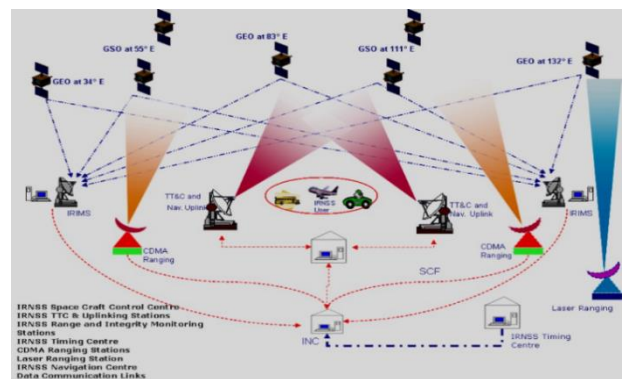 GSO at 55° E
GEO at 83° E
GSO at 111° E
GEO at 34° E
GEO at 132° E
IRIMS
TT&C and
Nav. Uplink
IRNSS
User
TT&C and
Nav. Uplink
IRIMS
CDMA
Ranging
CDMA
Ranging
SCF
Laser Ranging
INC
IRNSS Timing
Centre
IRNSS Space Craft Control Centre
IRNSS TTC & Uplinking Stations
IRNSS Range and Integrity Monitoring
Stations
IRNSS Timing Centre
CDMA Ranging Stations
Laser Ranging Station
IRNSS Navigation Centre
Data Communication Links